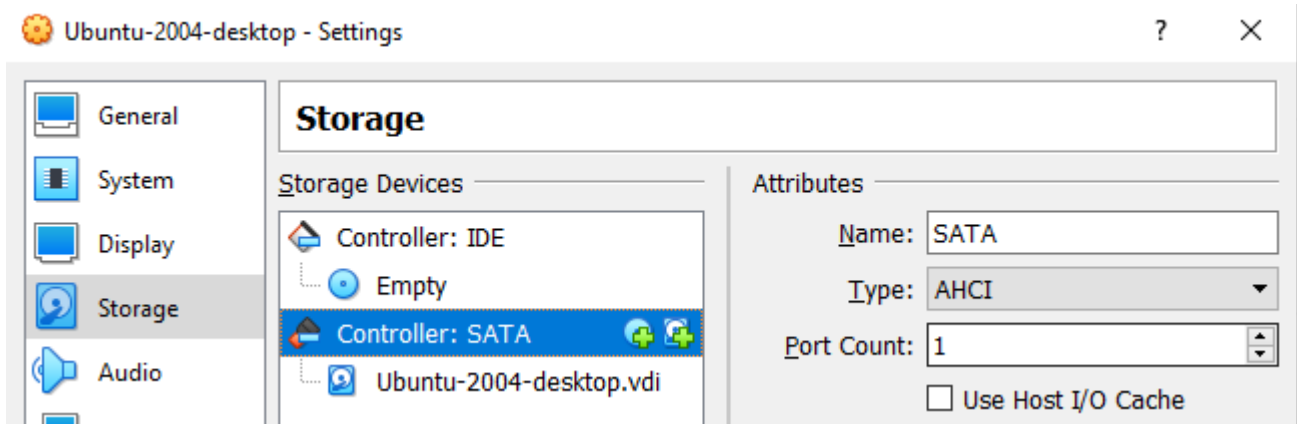 Ubuntu-2004-desktop - Settings
? ×
General
System
Display
Storage
Audio
Storage
Storage Devices
Controller: IDE
Empty
Controller: SATA
Ubuntu-2004-desktop.vdi
Attributes
Name: SATA
Type: AHCI
Port Count: 1
Use Host I/O Cache